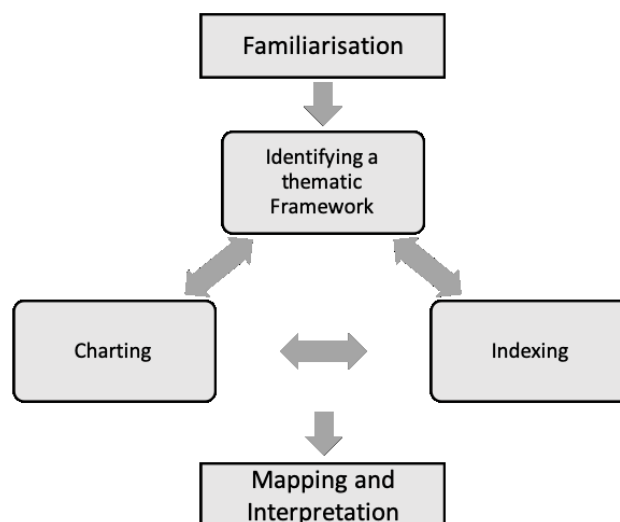 Familiarisation
Identifying a
thematic
Framework
Charting
Indexing
Mapping and
Interpretation